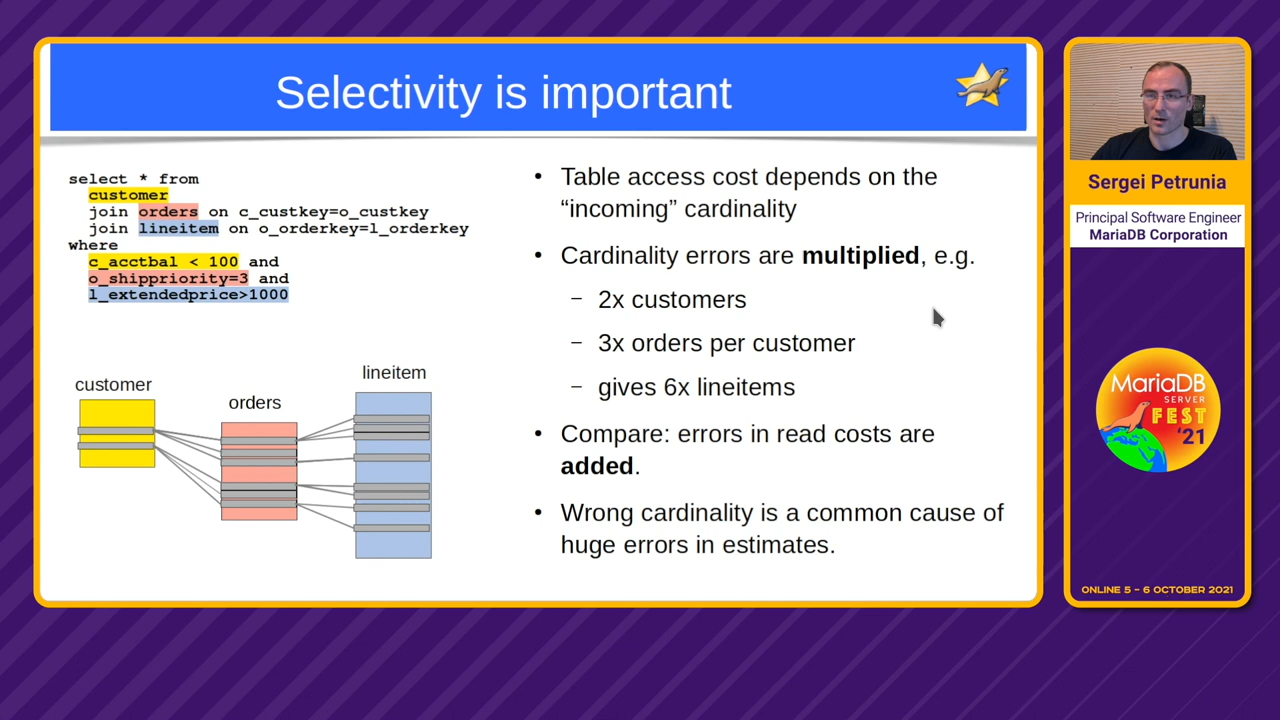 Selectivity is important
select * from
customer
join orders on c_custkey=o_custkey
join lineitem on o_orderkey=l_orderkey
where
c_acctbal < 100 and
o_shippriority=3 and
l_extendedprice>1000
customer
orders
lineitem
• Table access cost depends on the
“incoming” cardinality
• Cardinality errors are multiplied, e.g.
– 2x customers
– 3x orders per customer
– gives 6x lineitems
• Compare: errors in read costs are
added.
• Wrong cardinality is a common cause of
huge errors in estimates.
Sergei Petrunia
Principal Software Engineer
MariaDB Corporation
MariaDB
SERVER
FEST
'21
ONLINE 5 - 6 OCTOBER 2021